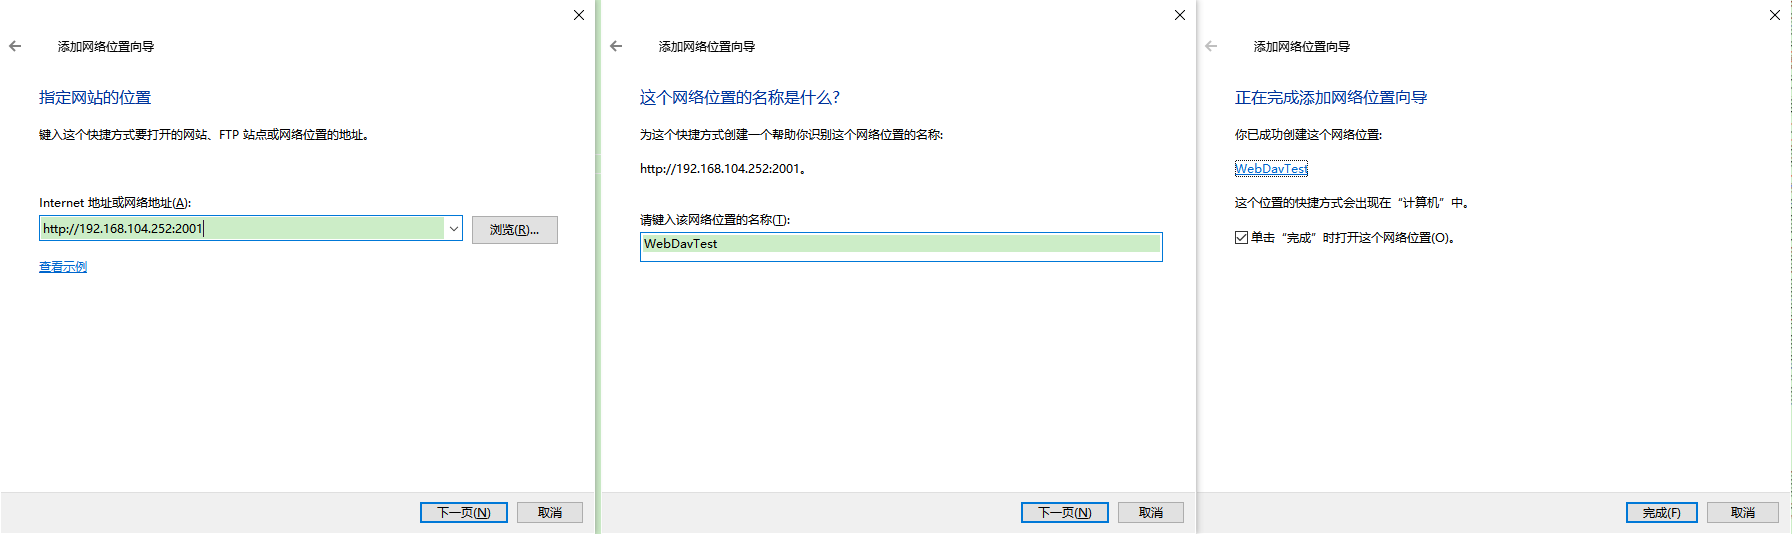 添加网络位置向导
指定网站的位置
键入这个快捷方式要打开的网站、FTP 站点或网络位置的地址。
Internet 地址或网络地址(A):
http://192.168.104.252:2001
浏览(R)...
查看示例
下一页(N)
取消
添加网络位置向导
这个网络位置的名称是什么?
为这个快捷方式创建一个帮助你识别这个网络位置的名称:
http://192.168.104.252:2001。
请键入该网络位置的名称(T):
WebDavTest
下一页(N)
取消
添加网络位置向导
正在完成添加网络位置向导
你已成功创建这个网络位置:
WebDavTest
这个位置的快捷方式会出现在“计算机”中。
单击“完成”时打开这个网络位置(O)。
完成(F)
取消